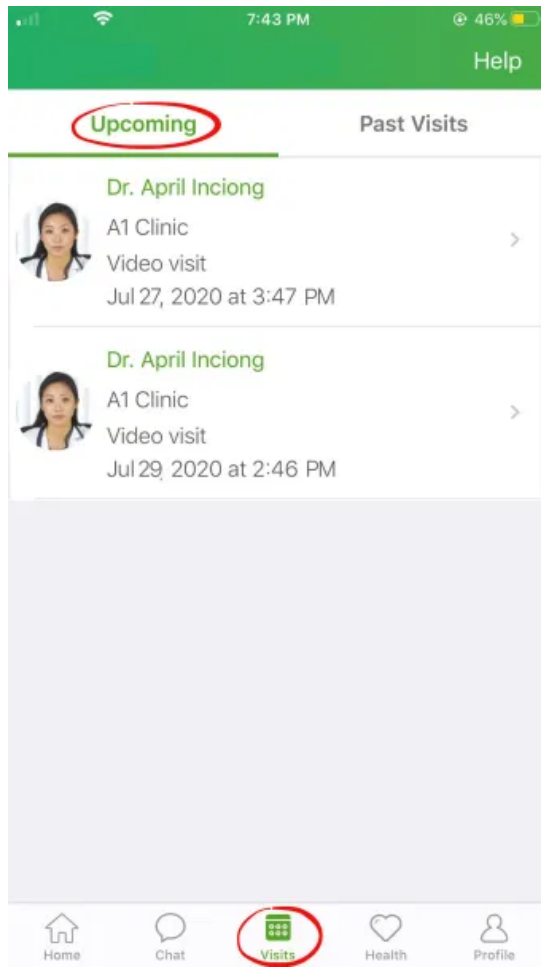 7:43 PM
46%
Help
Upcoming
Past Visits
Dr. April Inciong
A1 Clinic
Video visit
Jul 27, 2020 at 3:47 PM
Dr. April Inciong
A1 Clinic
Video visit
Jul 29, 2020 at 2:46 PM
Home
Chat
Visits
Health
Profile